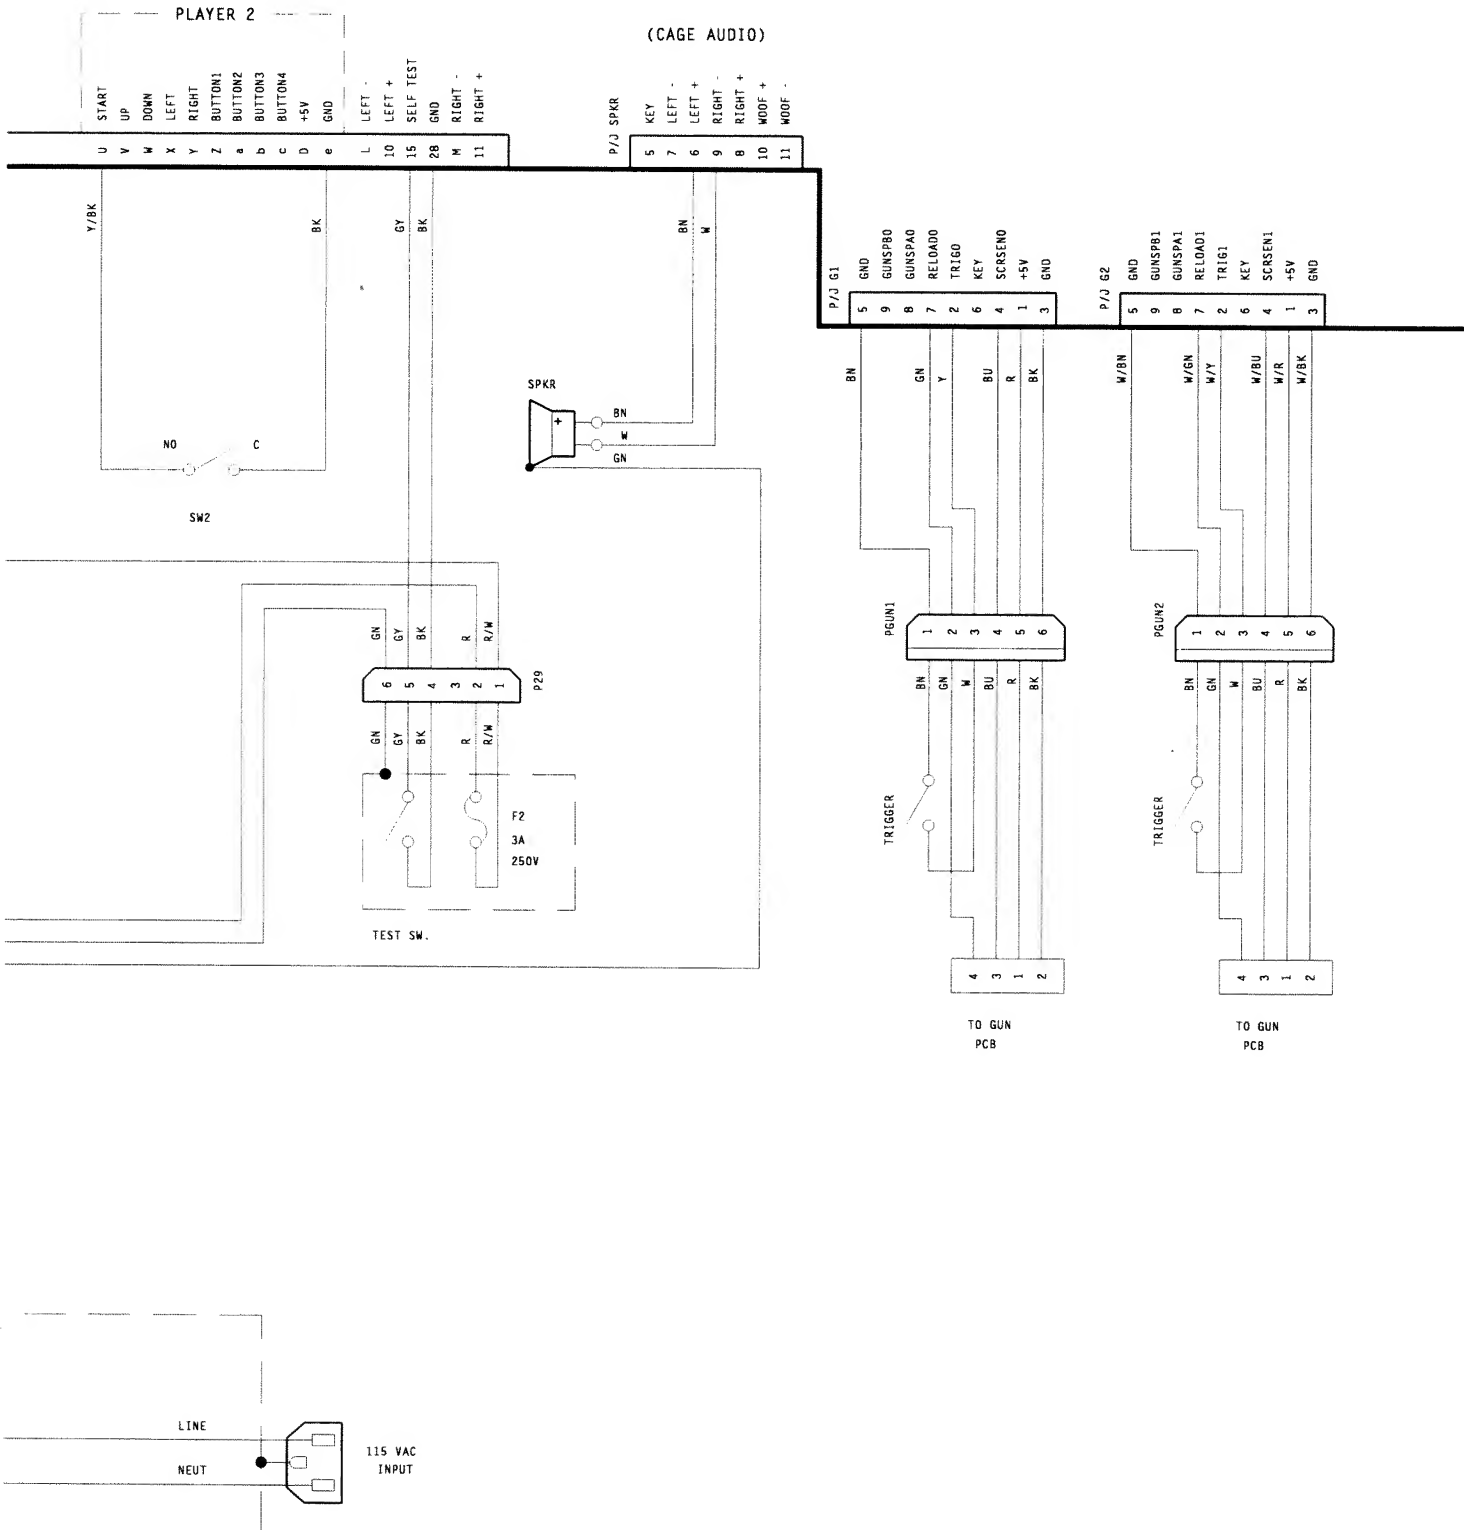 PLAYER 2
(CAGE AUDIO)
START
UP
DOWN
LEFT
RIGHT
BUTTON1
BUTTON2
BUTTON3
BUTTON4
+5V
GND
LEFT -
LEFT +
SELF TEST
GND
RIGHT -
RIGHT +
U
V
W
X
Y
Z
a
b
c
D
e
L
10
15
28
M
11
P/J SPKR
KEY
LEFT -
LEFT +
RIGHT -
RIGHT +
WOOF +
WOOF -
5
7
6
9
8
10
11
Y/BK
BK
GY
BK
BN
W
P/J G1
GND
GUNSPB0
GUNSPA0
RELOAD0
TRIG0
KEY
SCRSEN0
+5V
GND
5
9
8
7
2
6
4
1
3
P/J G2
GND
GUNSPB1
GUNSPA1
RELOAD1
TRIG1
KEY
SCRSEN1
+5V
GND
5
9
8
7
2
6
4
1
3
BN
GN
Y
BU
R
BK
W/BN
W/GN
W/Y
W/BU
W/R
W/BK
SPKR
+
BN
W
GN
NO
C
SW2
GN
GY
BK
R
R/W
6
5
4
3
2
1
P29
GN
GY
BK
R
R/W
F2
3A
250V
TEST SW.
PGUN1
1
2
3
4
5
6
BN
GN
W
BU
R
BK
TRIGGER
4
3
1
2
TO GUN
PCB
PGUN2
1
2
3
4
5
6
BN
GN
W
BU
R
BK
TRIGGER
4
3
1
2
TO GUN
PCB
LINE
NEUT
115 VAC
INPUT